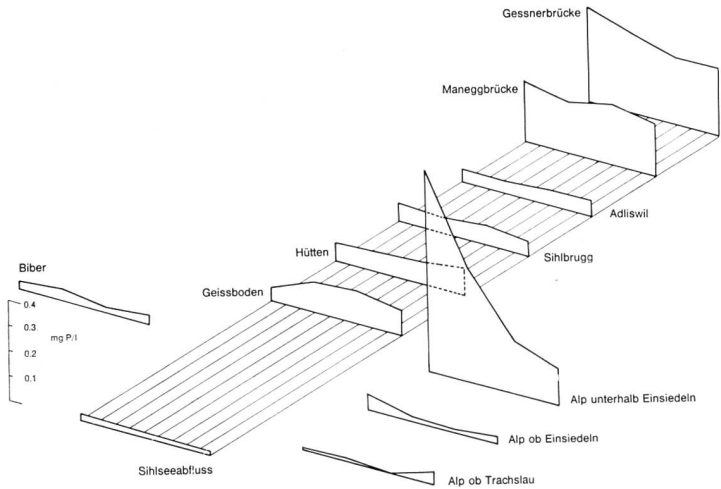 Gessnerbrücke
Maneggbrücke
Adliswil
Sihlbrugg
Hütten
Biber
Geissboden
0.4
0.3
mg P/l
0.2
0.1
Alp unterhalb Einsiedeln
Alp ob Einsiedeln
Sihlseeabfluss
Alp ob Trachslau